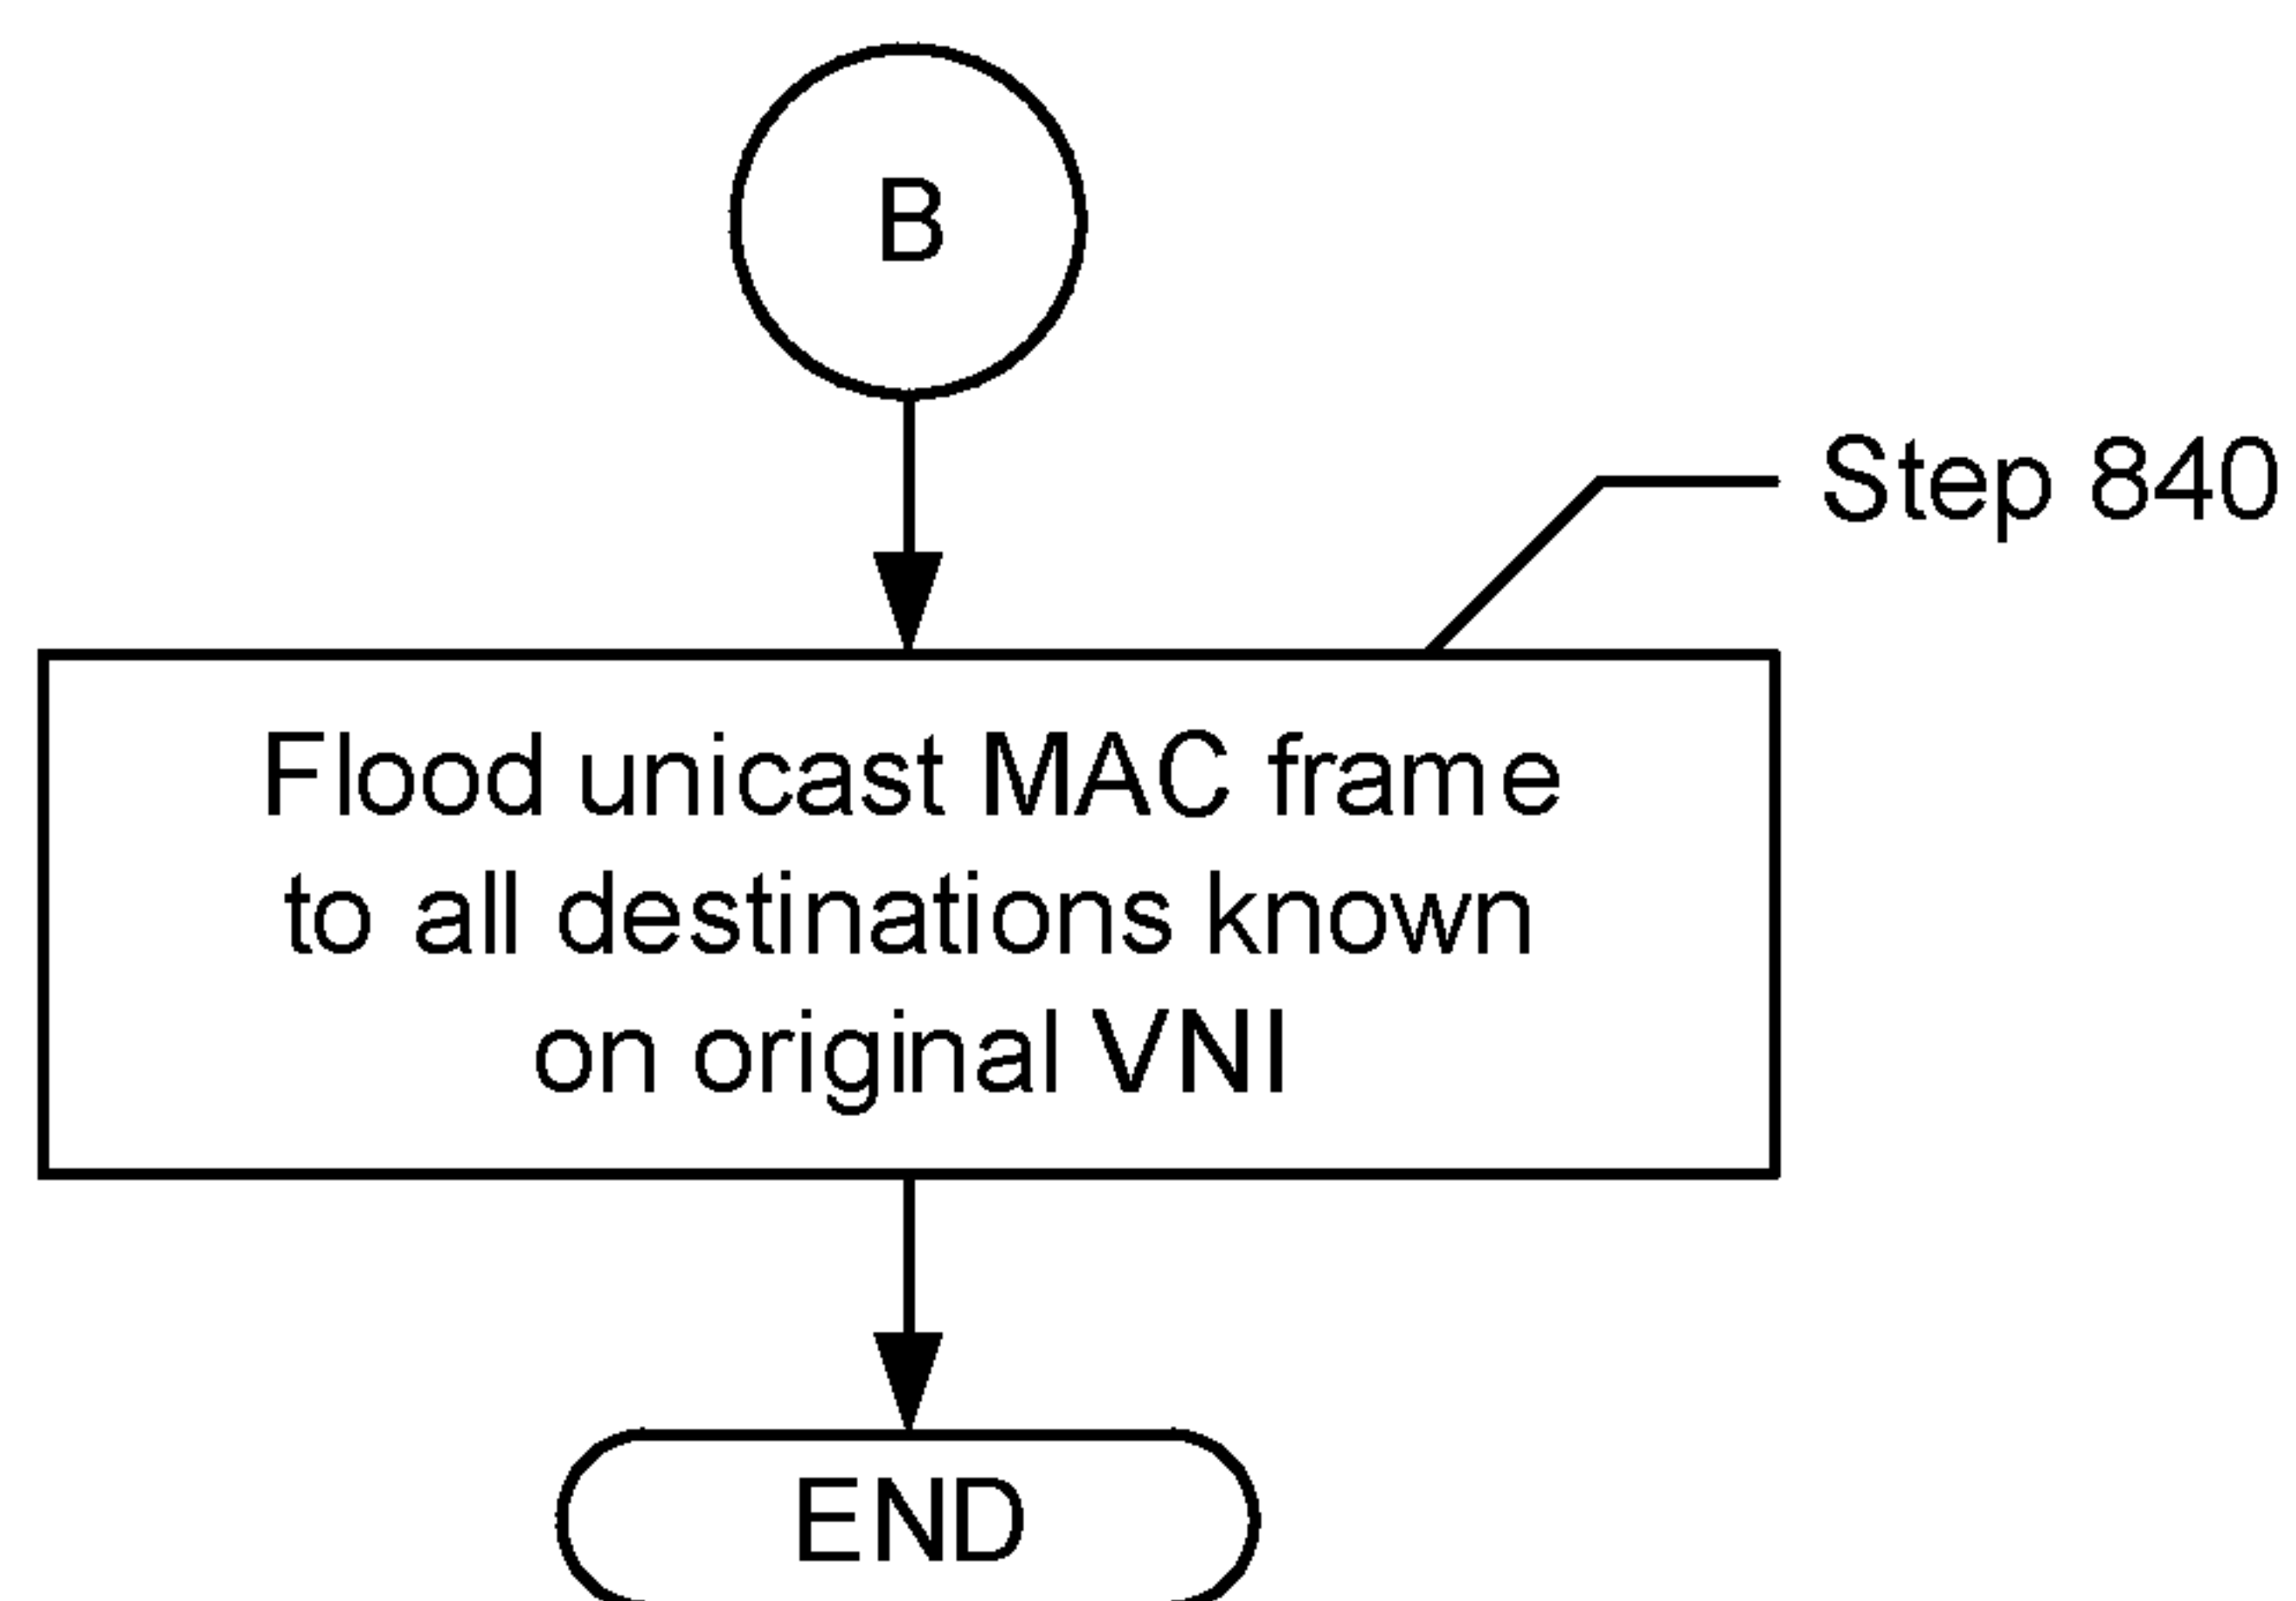 B
Step 840
Flood unicast MAC frame
to all destinations known
on original VNI
END